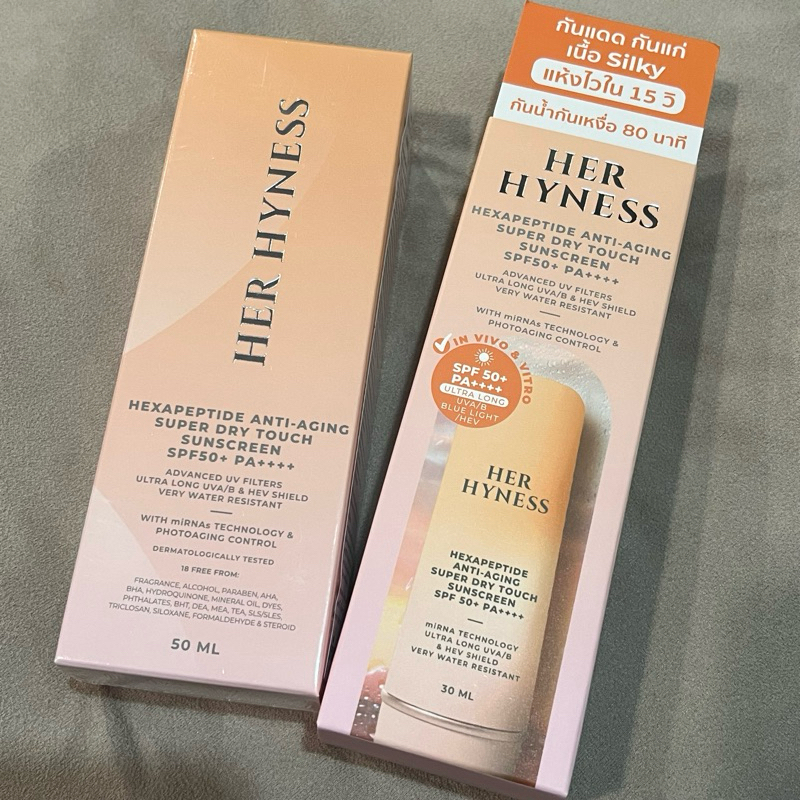 HER HYNESS
HEXAPEPTIDE ANTI-AGING
SUPER DRY TOUCH
SUNSCREEN
SPF50+ PA++++
ADVANCED UV FILTERS
ULTRA LONG UVA/B & HEV SHIELD
VERY WATER RESISTANT
WITH miRNAs TECHNOLOGY &
PHOTOAGING CONTROL
DERMATOLOGICALLY TESTED
18 FREE FROM:
FRAGRANCE, ALCOHOL, PARABEN, AHA,
BHA, HYDROQUINONE, MINERAL OIL, DYES,
PHTHALATES, BHT, DEA, MEA, TEA, SLS/SLES,
TRICLOSAN, SILOXANE, FORMALDEHYDE & STEROID
50 ML
กันแดด กันแก่
เนื้อ Silky
แห้งไวใน 15 วิ
กันน้ำกันเหงื่อ 80 นาที
HER
HYNESS
HEXAPEPTIDE ANTI-AGING
SUPER DRY TOUCH
SUNSCREEN
SPF50+ PA++++
ADVANCED UV FILTERS
ULTRA LONG UVA/B & HEV SHIELD
VERY WATER RESISTANT
WITH miRNAs TECHNOLOGY &
PHOTOAGING CONTROL
IN VIVO & VITRO
SPF 50+
PA++++
ULTRA LONG
UVA/B
BLUE LIGHT
/HEV
HER
HYNESS
HEXAPEPTIDE
ANTI-AGING
SUPER DRY TOUCH
SUNSCREEN
SPF 50+ PA++++
miRNA TECHNOLOGY
ULTRA LONG UVA/B
& HEV SHIELD
VERY WATER RESISTANT
30 ML